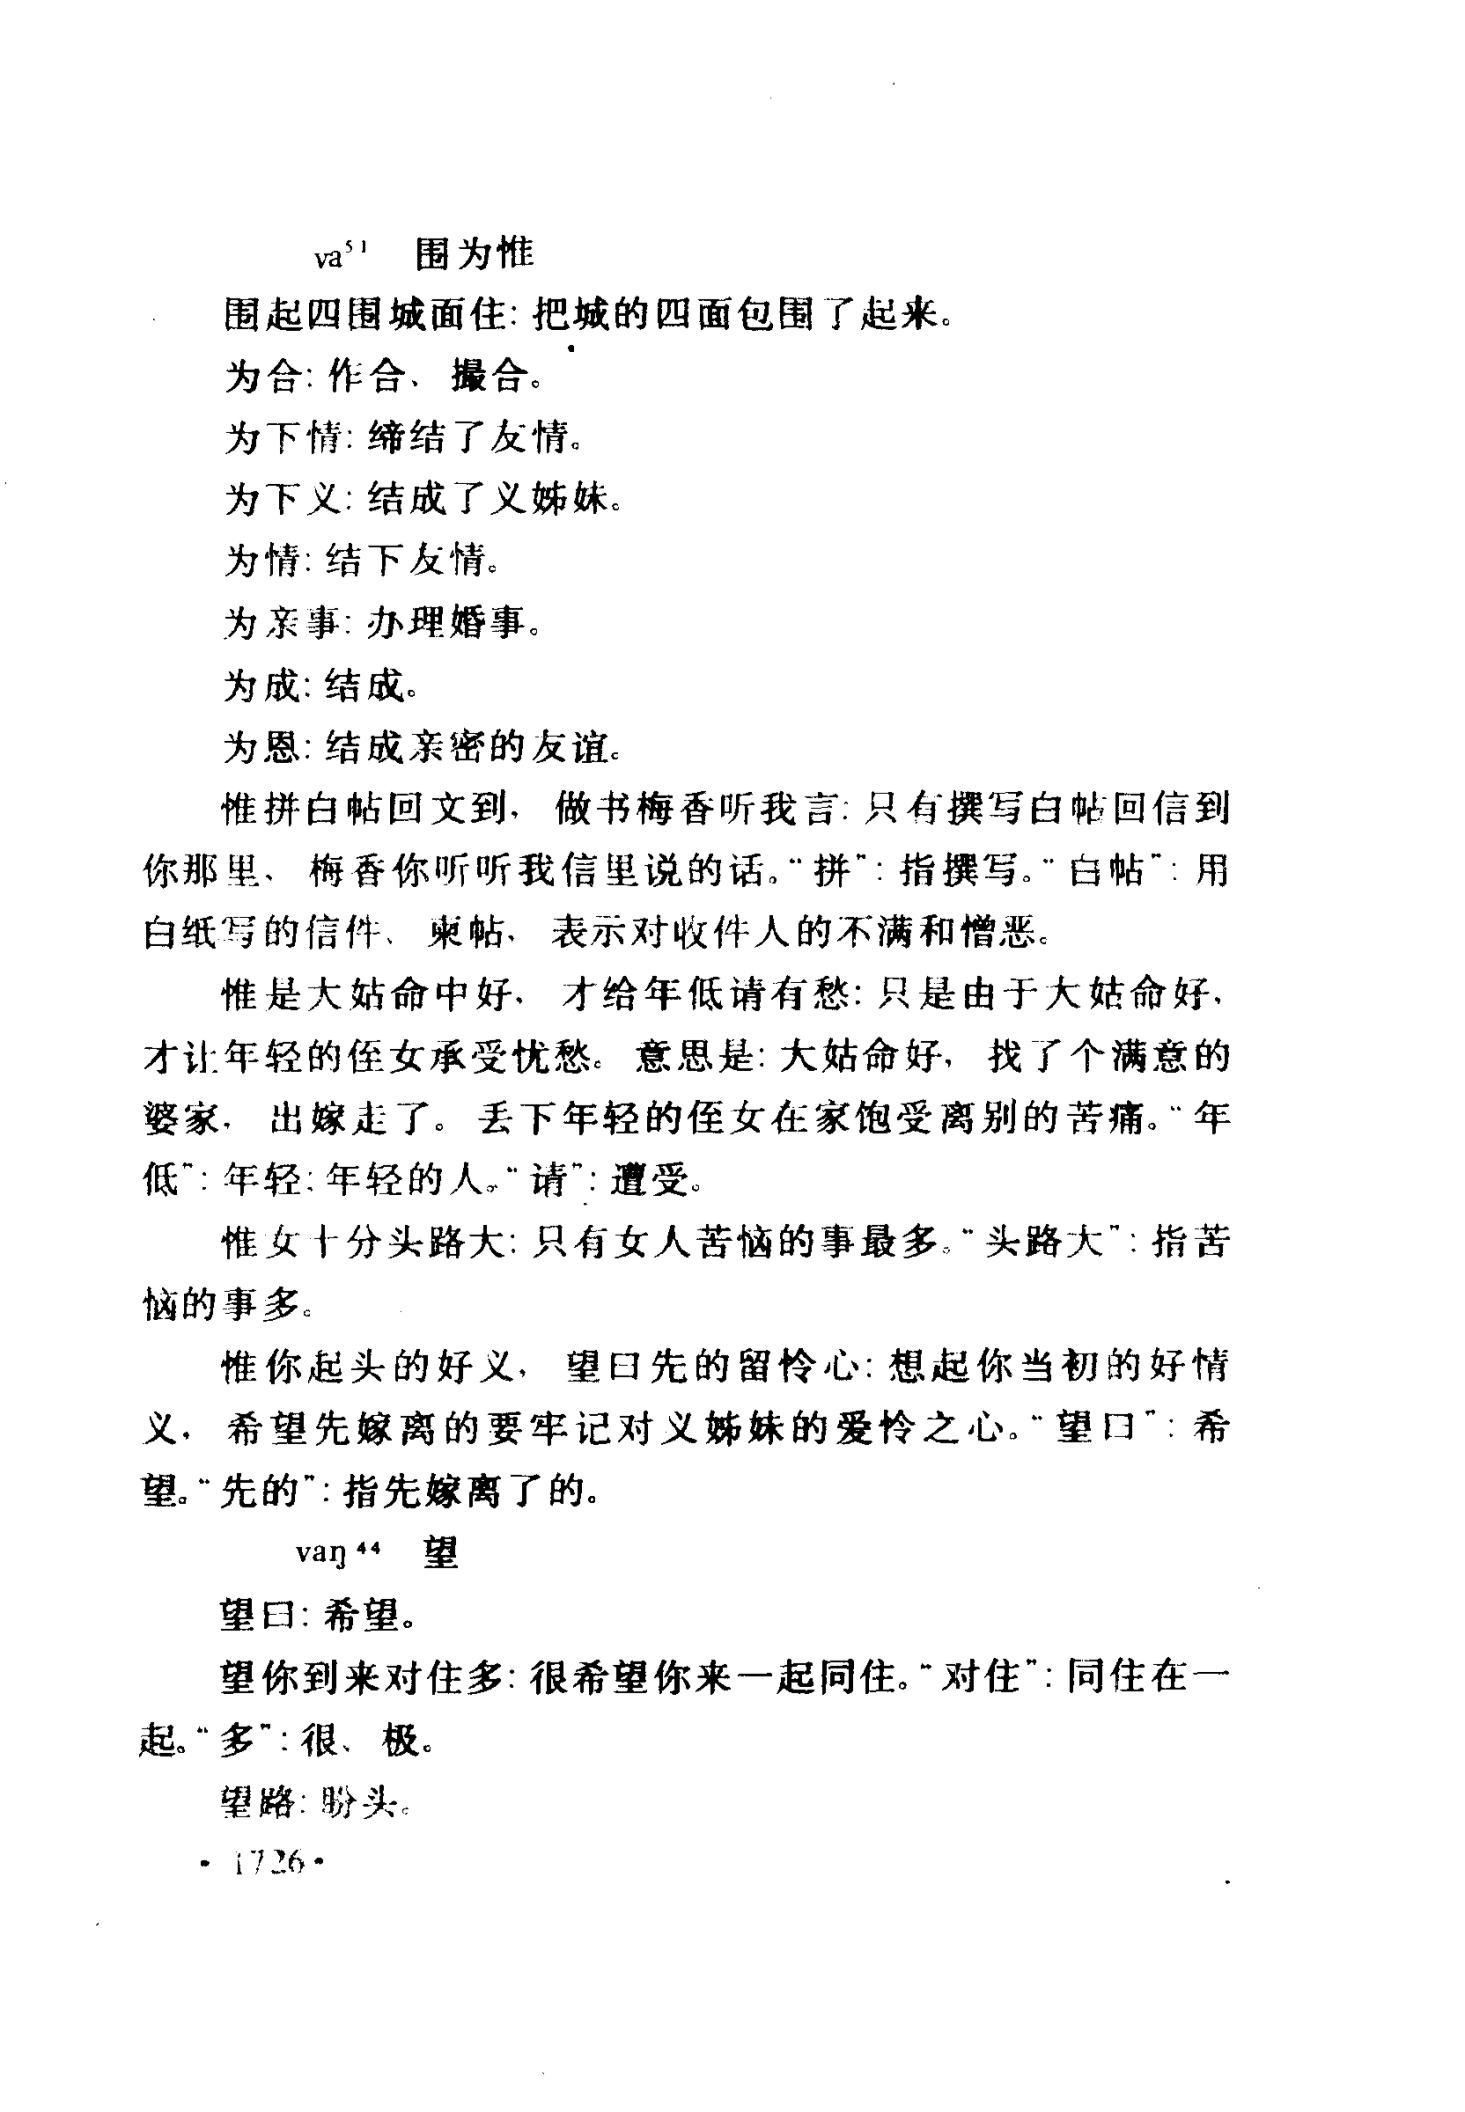 va⁵¹ 围为惟
围起四围城面住:把城的四面包围了起来。
为合:作合、撮合。
为下情:缔结了友情。
为下义:结成了义姊妹。
为情:结下友情。
为亲事:办理婚事。
为成:结成。
为恩:结成亲密的友谊。
惟拼白帖回文到,做书梅香听我言:只有撰写白帖回信到
你那里、梅香你听听我信里说的话。“拼”:指撰写。“白帖”:用
白纸写的信件、柬帖,表示对收件人的不满和憎恶。
惟是大姑命中好,才给年低请有愁:只是由于大姑命好,
才让年轻的侄女承受忧愁。意思是:大姑命好,找了个满意的
婆家,出嫁走了。丢下年轻的侄女在家饱受离别的苦痛。“年
低”:年轻;年轻的人。“请”:遭受。
惟女十分头路大:只有女人苦恼的事最多。“头路大”:指苦
恼的事多。
惟你起头的好义,望曰先的留怜心:想起你当初的好情
义,希望先嫁离的要牢记对义姊妹的爱怜之心。“望曰”:希
望。“先的”:指先嫁离了的。
vaŋ⁴⁴ 望
望曰:希望。
望你到来对住多:很希望你来一起同住。“对住”:同住在一
起。“多”:很、极。
望路:盼头。
·1726·